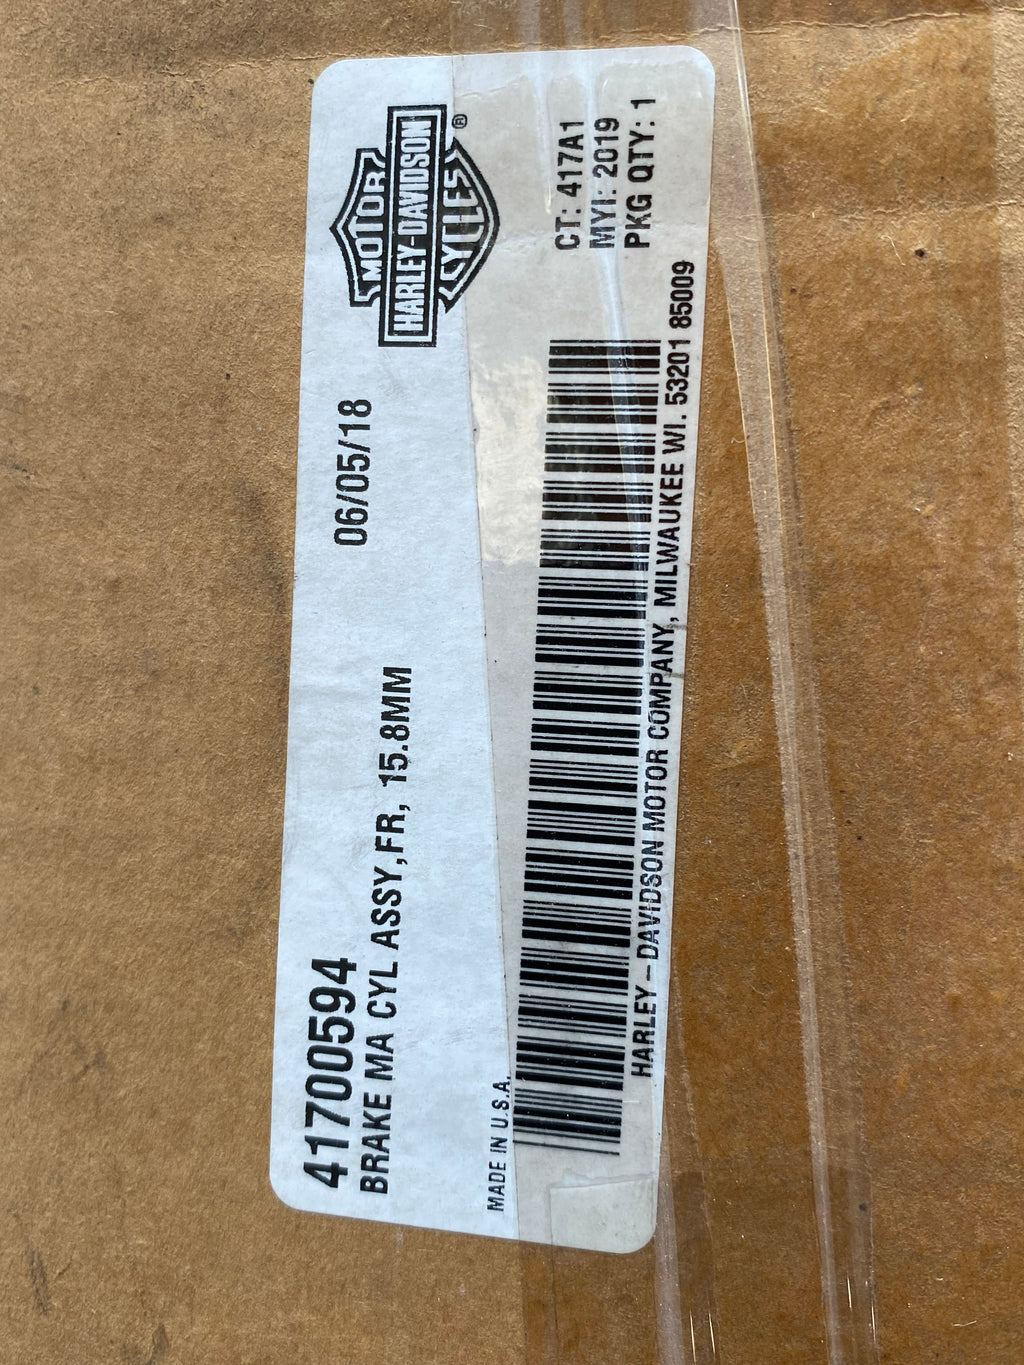 41700594
BRAKE MA CYL ASSY,FR, 15.8MM
06/05/18
MOTOR
HARLEY-DAVIDSON
CYCLES
®
MADE IN U.S.A.
CT: 417A1
MYI: 2019
PKG QTY: 1
HARLEY – DAVIDSON MOTOR COMPANY, MILWAUKEE WI. 53201 85009